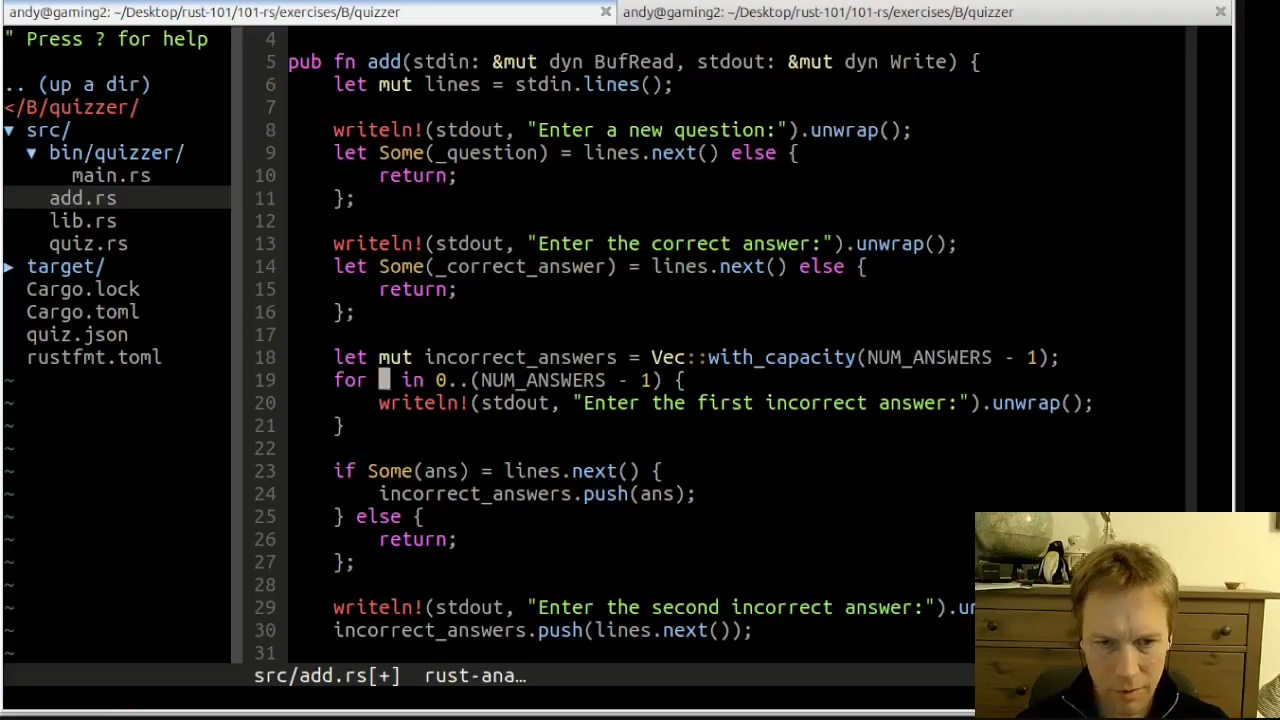 andy@gaming2: ~/Desktop/rust-101/101-rs/exercises/B/quizzer
andy@gaming2: ~/Desktop/rust-101/101-rs/exercises/B/quizzer
" Press ? for help
.. (up a dir)
</B/quizzer/
▼ src/
▼ bin/quizzer/
main.rs
add.rs
lib.rs
quiz.rs
▶ target/
Cargo.lock
Cargo.toml
quiz.json
rustfmt.toml
~
~
~
~
~
~
~
~
~
~
~
~
~
4
5 pub fn add(stdin: &mut dyn BufRead, stdout: &mut dyn Write) {
6 let mut lines = stdin.lines();
7
8 writeln!(stdout, "Enter a new question:").unwrap();
9 let Some(_question) = lines.next() else {
10 return;
11 };
12
13 writeln!(stdout, "Enter the correct answer:").unwrap();
14 let Some(_correct_answer) = lines.next() else {
15 return;
16 };
17
18 let mut incorrect_answers = Vec::with_capacity(NUM_ANSWERS - 1);
19 for in 0..(NUM_ANSWERS - 1) {
20 writeln!(stdout, "Enter the first incorrect answer:").unwrap();
21 }
22
23 if Some(ans) = lines.next() {
24 incorrect_answers.push(ans);
25 } else {
26 return;
27 };
28
29 writeln!(stdout, "Enter the second incorrect answer:").un
30 incorrect_answers.push(lines.next());
31
src/add.rs[+] rust-ana…